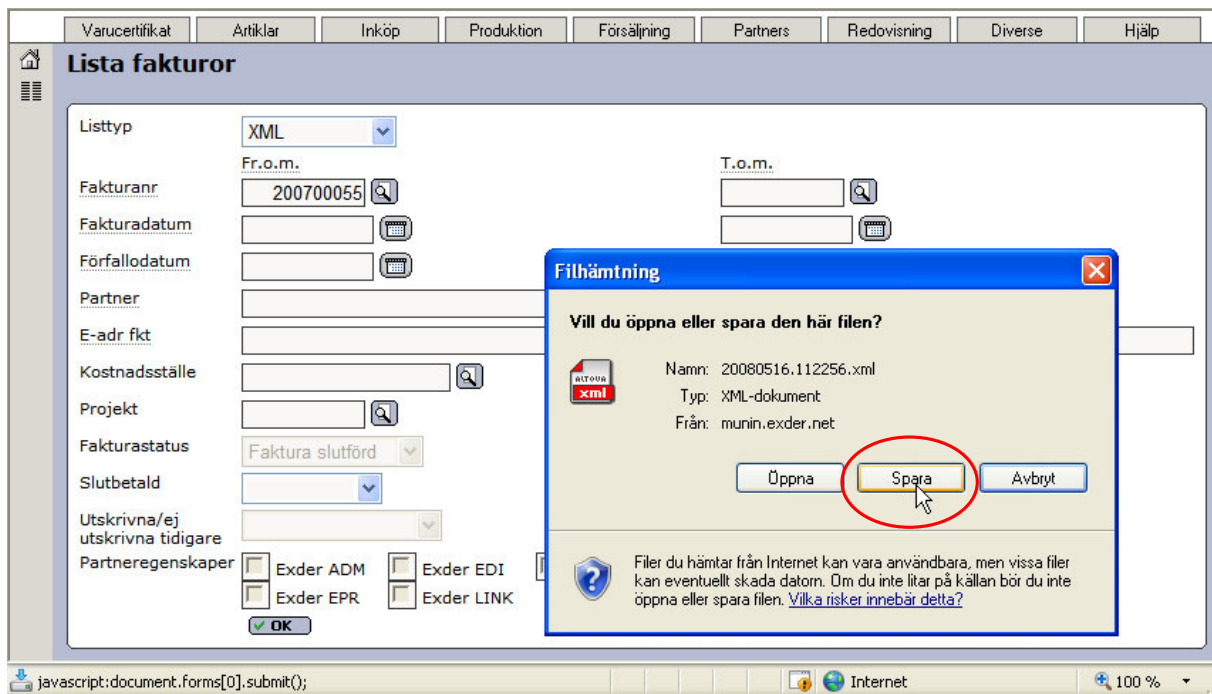 Varucertifikat Artiklar Inköp Produktion Försäljning Partners Redovisning Diverse Hjälp
Lista fakturor
Listtyp XML
Fr.o.m. T.o.m.
Fakturanr 200700055
Fakturadatum
Förfallodatum
Partner
E-adr fkt
Kostnadsställe
Projekt
Fakturastatus Faktura slutförd
Slutbetald
Utskrivna/ej
utskrivna tidigare
Partneregenskaper Exder ADM Exder EDI
Exder EPR Exder LINK
OK
Filhämtning
Vill du öppna eller spara den här filen?
ALTOVA
xml
Namn: 20080516.112256.xml
Typ: XML-dokument
Från: munin.exder.net
Öppna Spara Avbryt
Filer du hämtar från Internet kan vara användbara, men vissa filer
kan eventuellt skada datorn. Om du inte litar på källan bör du inte
öppna eller spara filen. Vilka risker innebär detta?
javascript:document.forms[0].submit(); Internet 100 %